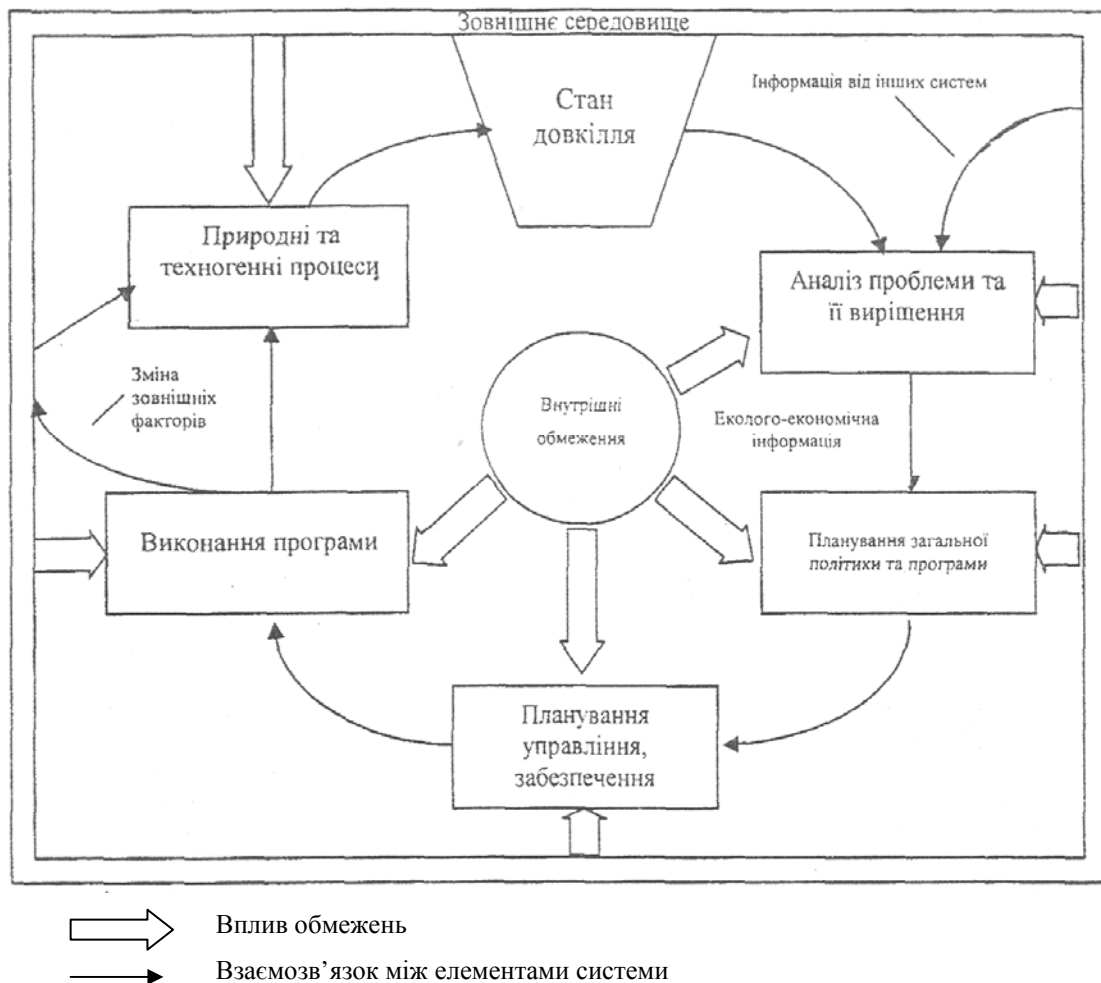 Зовнішнє середовище
Стан
довкілля
Інформація від інших систем
Природні та
техногенні процеси
Аналіз проблеми та
її вирішення
Зміна
зовнішніх
факторів
Внутрішні
обмеження
Еколого-економічна
інформація
Виконання програми
Планування загальної
політики та програми
Планування
управління,
забезпечення
Вплив обмежень
Взаємозв’язок між елементами системи